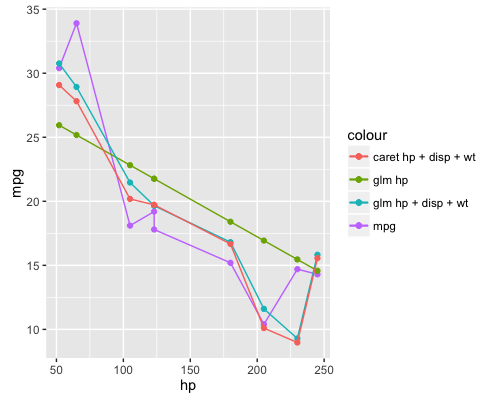 35
30
25
20
15
10
mpg
50
100
150
200
250
hp
colour
caret hp + disp + wt
glm hp
glm hp + disp + wt
mpg